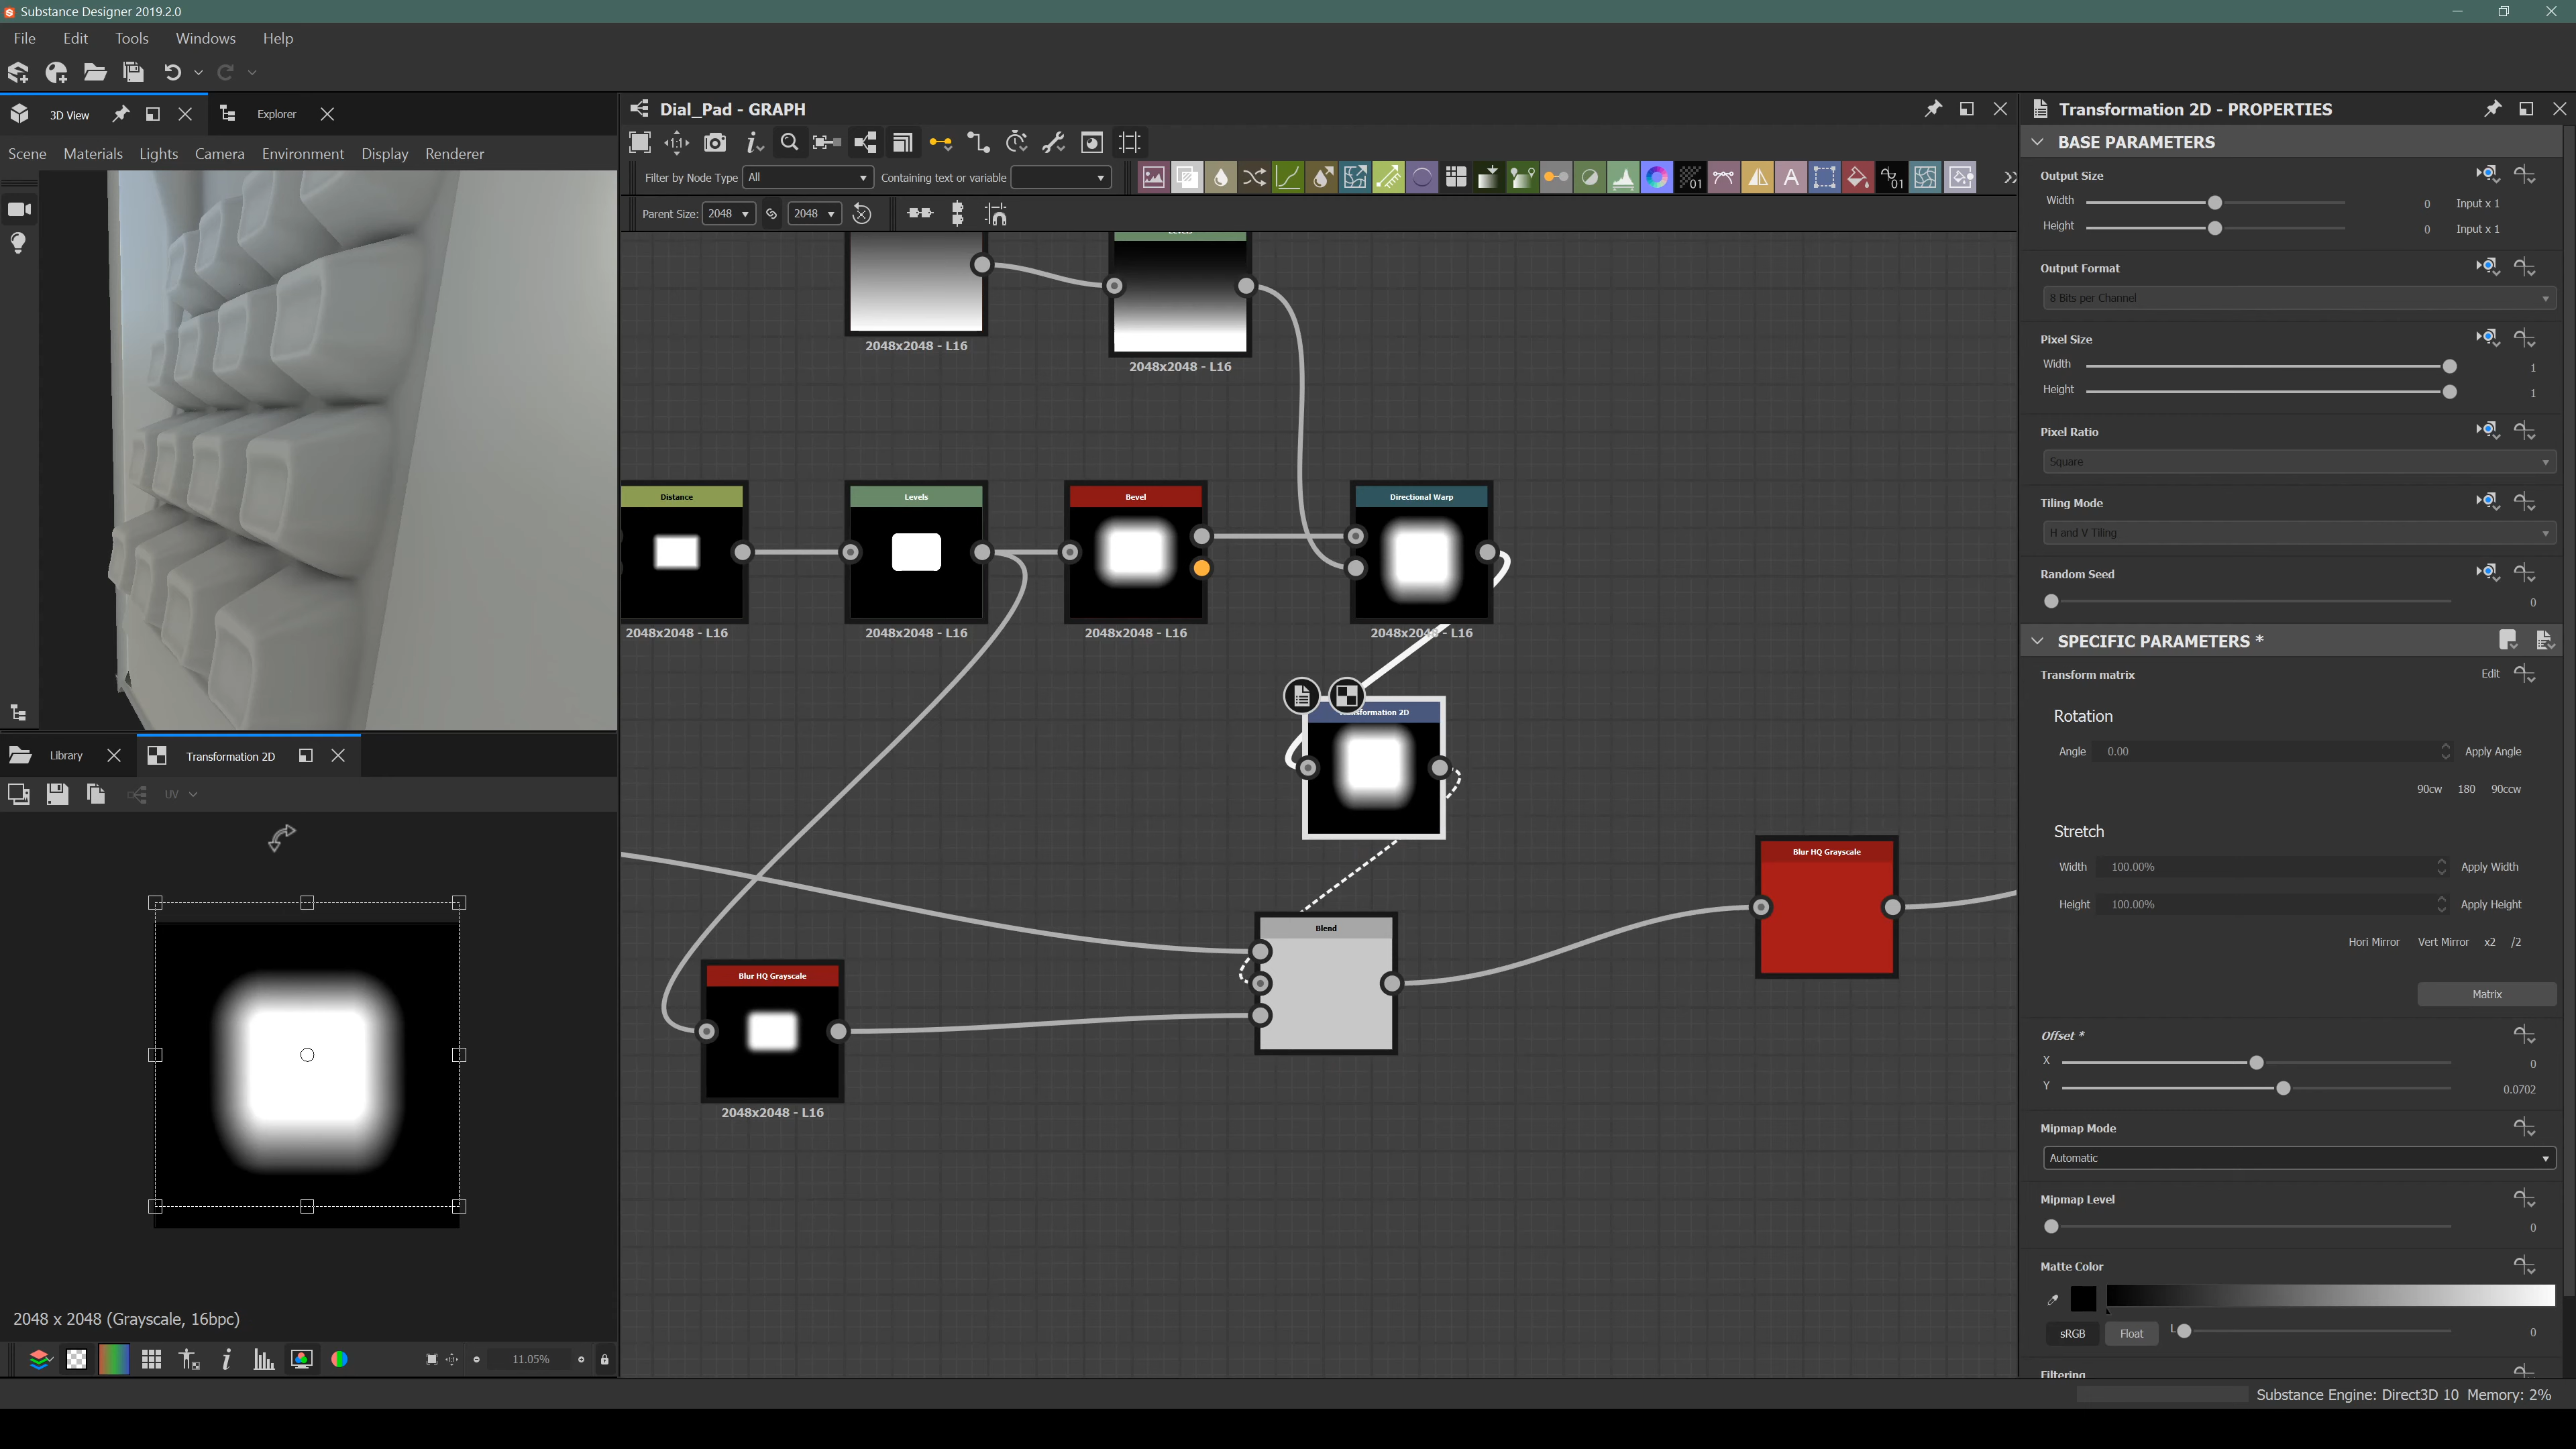 Substance Designer 2019.2.0
File Edit Tools Windows Help
3D View
Explorer
Scene Materials Lights Camera Environment Display Renderer
Dial_Pad - GRAPH
1:1
Filter by Node Type All
Containing text or variable
01
A
01
Parent Size: 2048
2048
2048x2048 - L16
2048x2048 - L16
Distance
2048x2048 - L16
Levels
2048x2048 - L16
Bevel
2048x2048 - L16
Directional Warp
2048x2048 - L16
Blur HQ Grayscale
Blend
Blur HQ Grayscale
2048x2048 - L16
Library
Transformation 2D
UV
2048 x 2048 (Grayscale, 16bpc)
11.05%
Transformation 2D - PROPERTIES
BASE PARAMETERS
Output Size
Width 0 Input x 1
Height 0 Input x 1
Output Format
8 Bits per Channel
Pixel Size
Width 1
Height 1
Pixel Ratio
Square
Tiling Mode
H and V Tiling
Random Seed
0
SPECIFIC PARAMETERS *
Transform matrix Edit
Rotation
Angle 0.00 Apply Angle
90cw 180 90ccw
Stretch
Width 100.00% Apply Width
Height 100.00% Apply Height
Hori Mirror Vert Mirror x2 /2
Matrix
Offset *
X 0
Y 0.0702
Mipmap Mode
Automatic
Mipmap Level
0
Matte Color
sRGB Float L 0
Filtering
Substance Engine: Direct3D 10 Memory: 2%